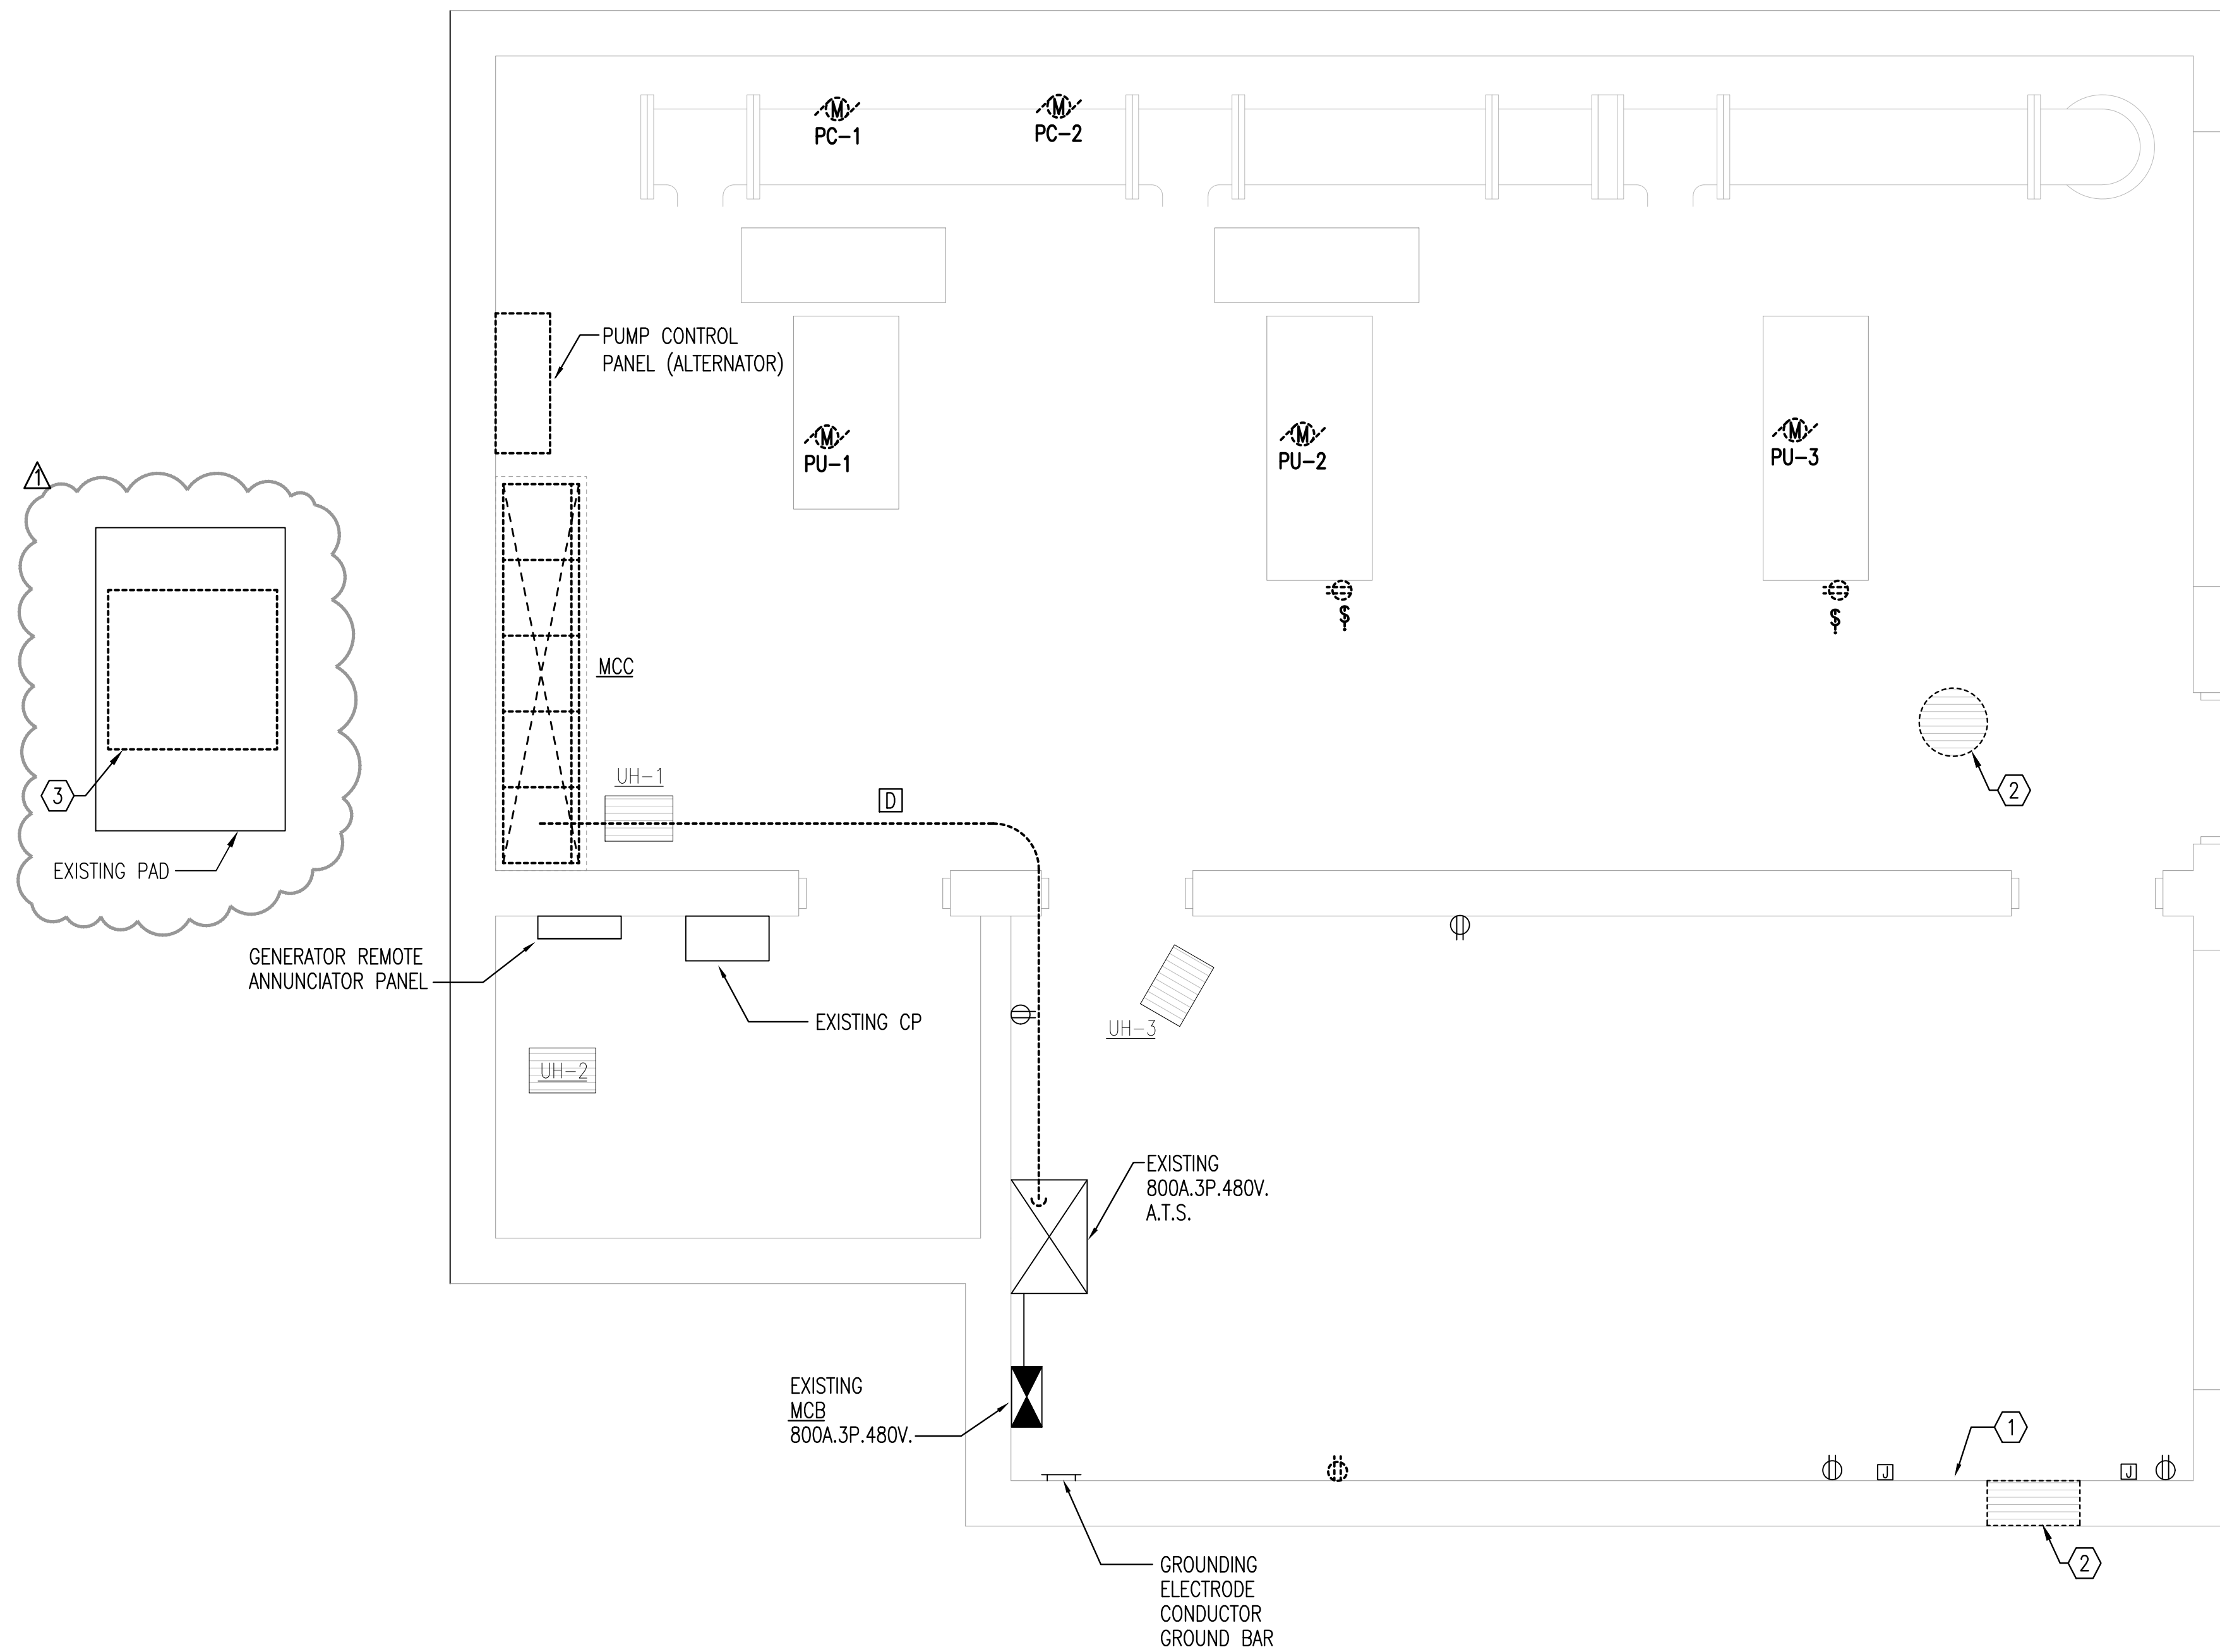 M
PC-1
M
PC-2
PUMP CONTROL
PANEL (ALTERNATOR)
M
PU-1
M
PU-2
M
PU-3
1
$
$
MCC
UH-1
D
2
3
EXISTING PAD
GENERATOR REMOTE
ANNUNCIATOR PANEL
EXISTING CP
UH-3
UH-2
EXISTING
800A.3P.480V.
A.T.S.
EXISTING
MCB
800A.3P.480V.
1
J
J
2
GROUNDING
ELECTRODE
CONDUCTOR
GROUND BAR